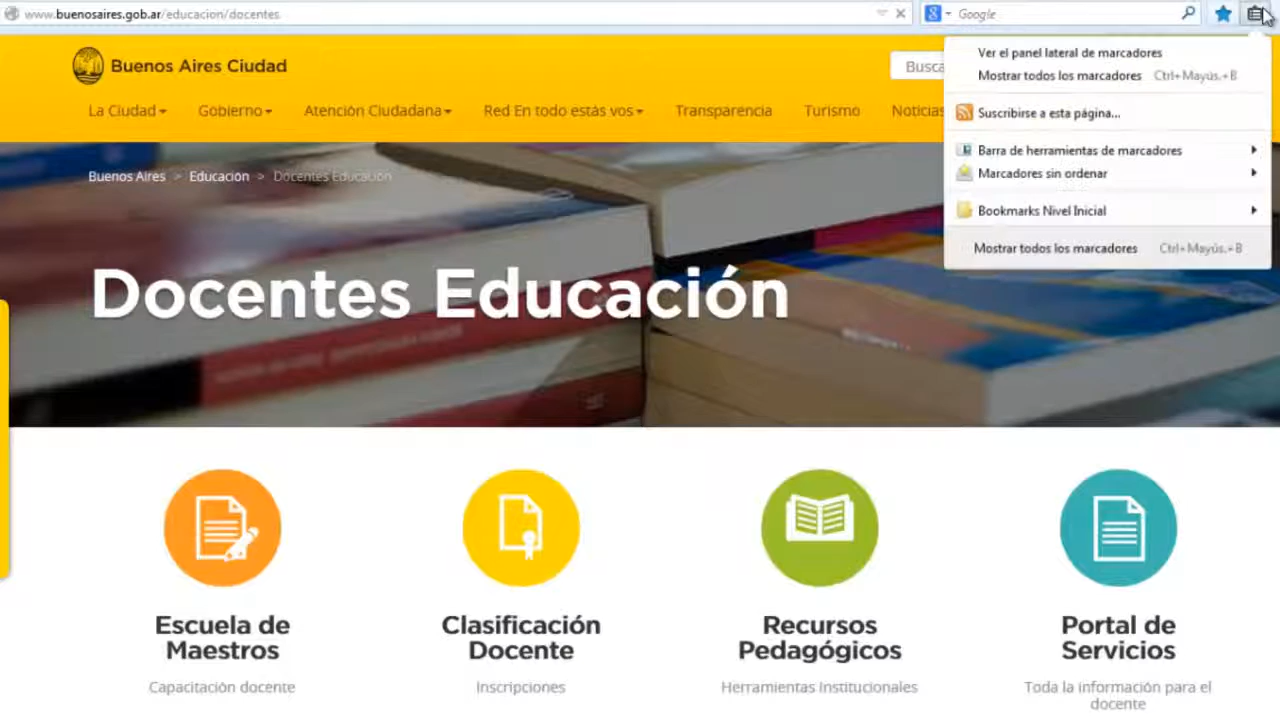 www.buenosaires.gob.ar/educacion/docentes
Google
Ver el panel lateral de marcadores
Mostrar todos los marcadores Ctrl+Mayús.+B
Suscribirse a esta página...
Barra de herramientas de marcadores
Marcadores sin ordenar
Bookmarks Nivel Inicial
Mostrar todos los marcadores Ctrl+Mayús.+B
Buenos Aires Ciudad
Busca
La Ciudad Gobierno Atención Ciudadana Red En todo estás vos Transparencia Turismo Noticias
Buenos Aires > Educación > Docentes Educación
Docentes Educación
Escuela de
Maestros
Capacitación docente
Clasificación
Docente
Inscripciones
Recursos
Pedagógicos
Herramientas Institucionales
Portal de
Servicios
Toda la información para el
docente